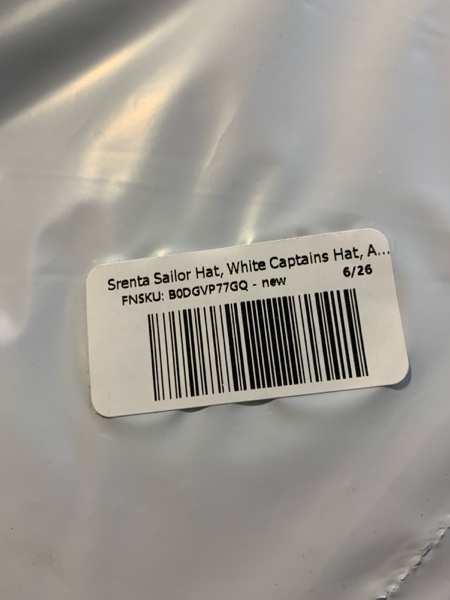 Srenta Sailor Hat, White Captains Hat, A...
FNSKU: B0DGVP77GQ - new 6/26